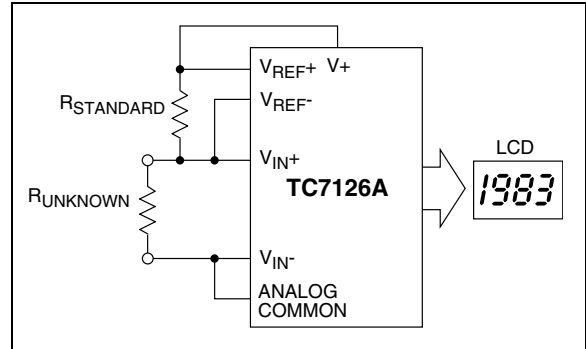 VREF+ V+
VREF-
RSTANDARD
LCD
VIN+
TC7126A
1983
RUNKNOWN
VIN-
ANALOG
COMMON